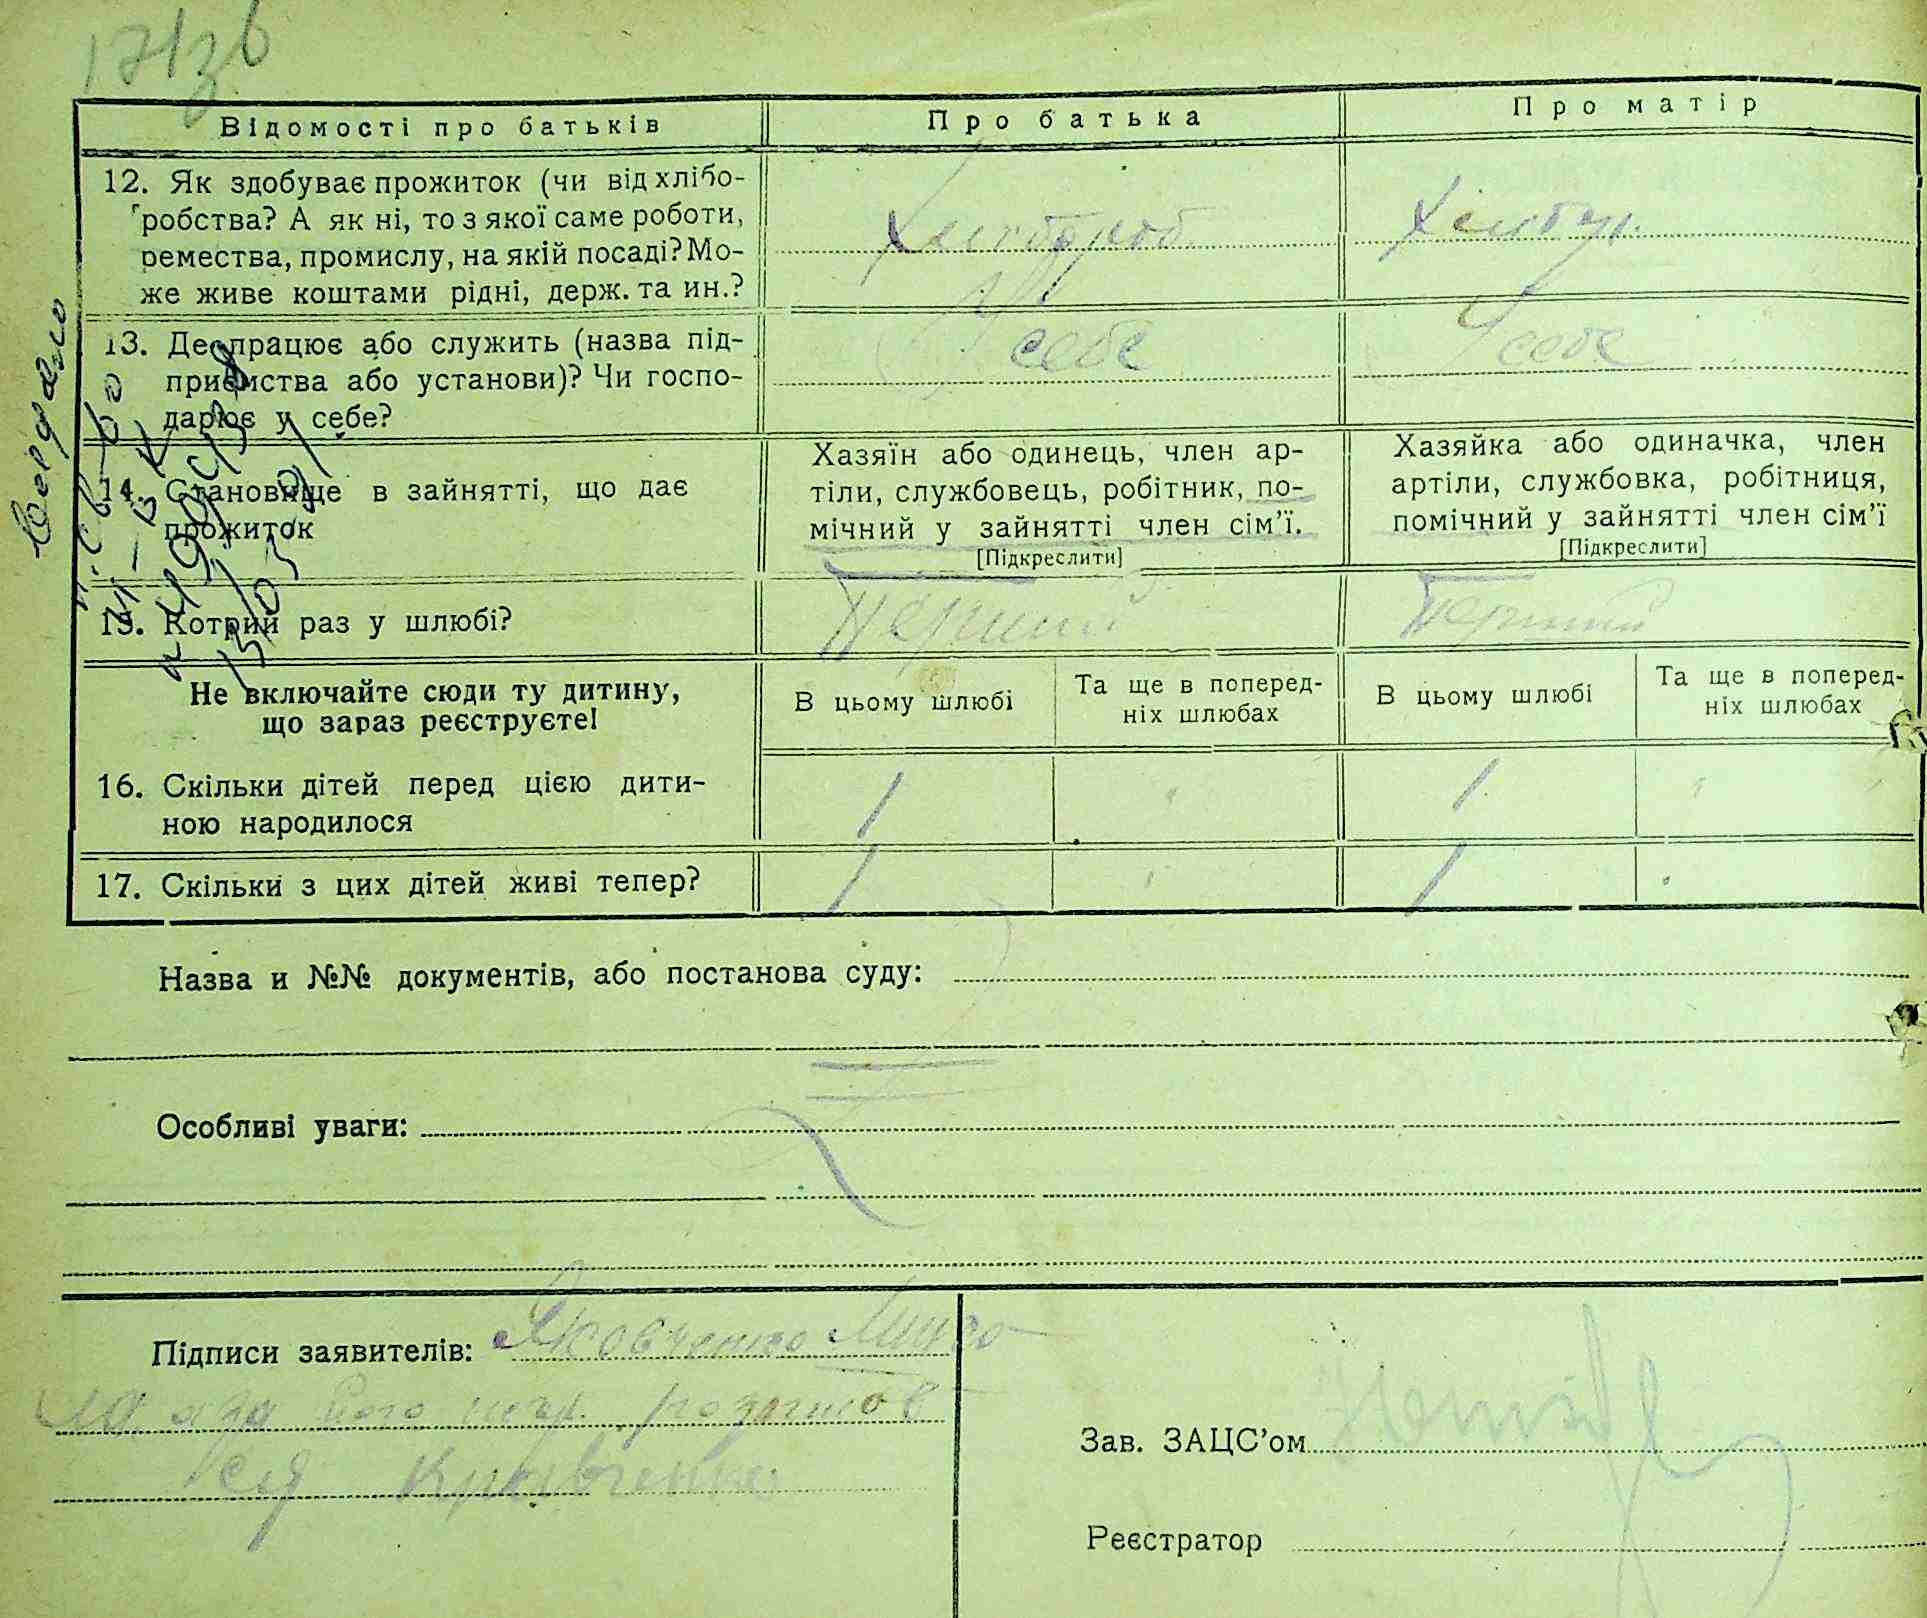 171зв
Відомості про батьків
Про батька
Про матір
12. Як здобуває прожиток (чи від хлібо-
робства? А як ні, то з якої саме роботи,
ремества, промислу, на якій посаді? Мо-
же живе коштами рідні, держ. та ин.?
Хлібороб
13. Де працює або служить (назва під-
приємства або установи)? Чи госпо-
дарює у себе?
У себе
У себе
14. Становище в зайнятті, що дає
прожиток
Хазяїн або одинець, член ар-
тіли, службовець, робітник, по-
мічний у зайнятті член сім’ї.
[Підкреслити]
Хазяйка або одиначка, член
артіли, службовка, робітниця,
помічний у зайнятті член сім’ї
[Підкреслити]
15. Котрий раз у шлюбі?
Перший
Перший
Не включайте сюди ту дитину,
що зараз реєструєте!
В цьому шлюбі
Та ще в поперед-
ніх шлюбах
В цьому шлюбі
Та ще в поперед-
ніх шлюбах
16. Скільки дітей перед цією дити-
ною народилося
1
1
17. Скільки з цих дітей живі тепер?
1
1
Назва и №№ документів, або постанова суду:
Особливі уваги:
Підписи заявителів: Яковченко
а за його
ся Кравченко
Зав. ЗАЦС’ом
Реєстратор